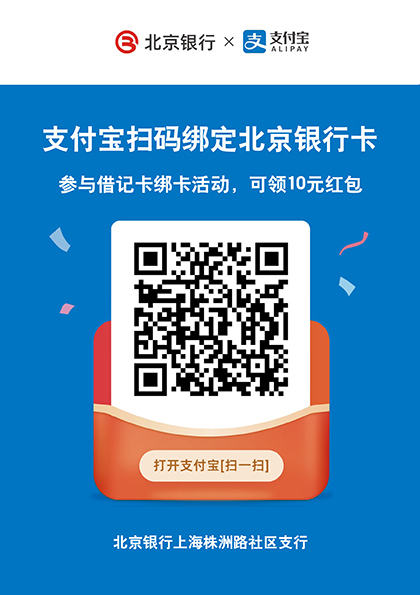 北京银行 × 支付宝
ALIPAY
支付宝扫码绑定北京银行卡
参与借记卡绑卡活动，可领10元红包
打开支付宝[扫一扫]
北京银行上海株洲路社区支行